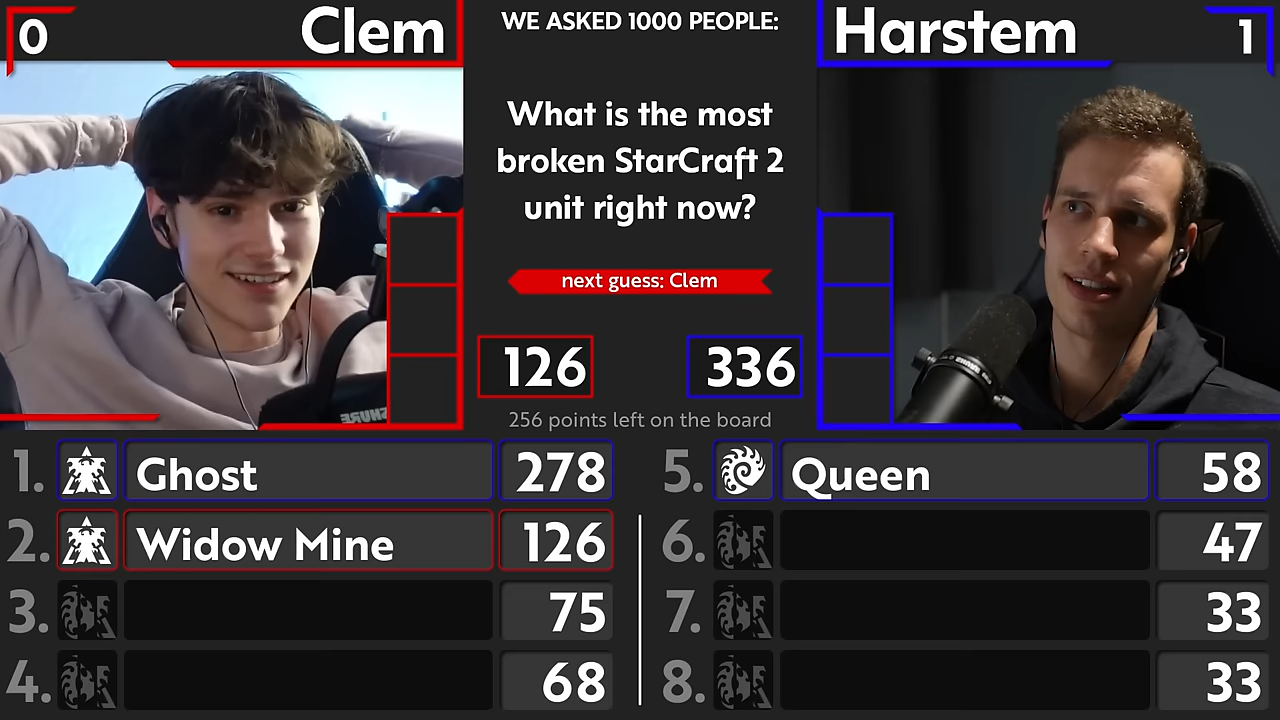 0
Clem
WE ASKED 1000 PEOPLE:
Harstem
1
What is the most
broken StarCraft 2
unit right now?
next guess: Clem
126
336
256 points left on the board
SHURE
1.
Ghost
278
2.
Widow Mine
126
3.
75
4.
68
5.
Queen
58
6.
47
7.
33
8.
33